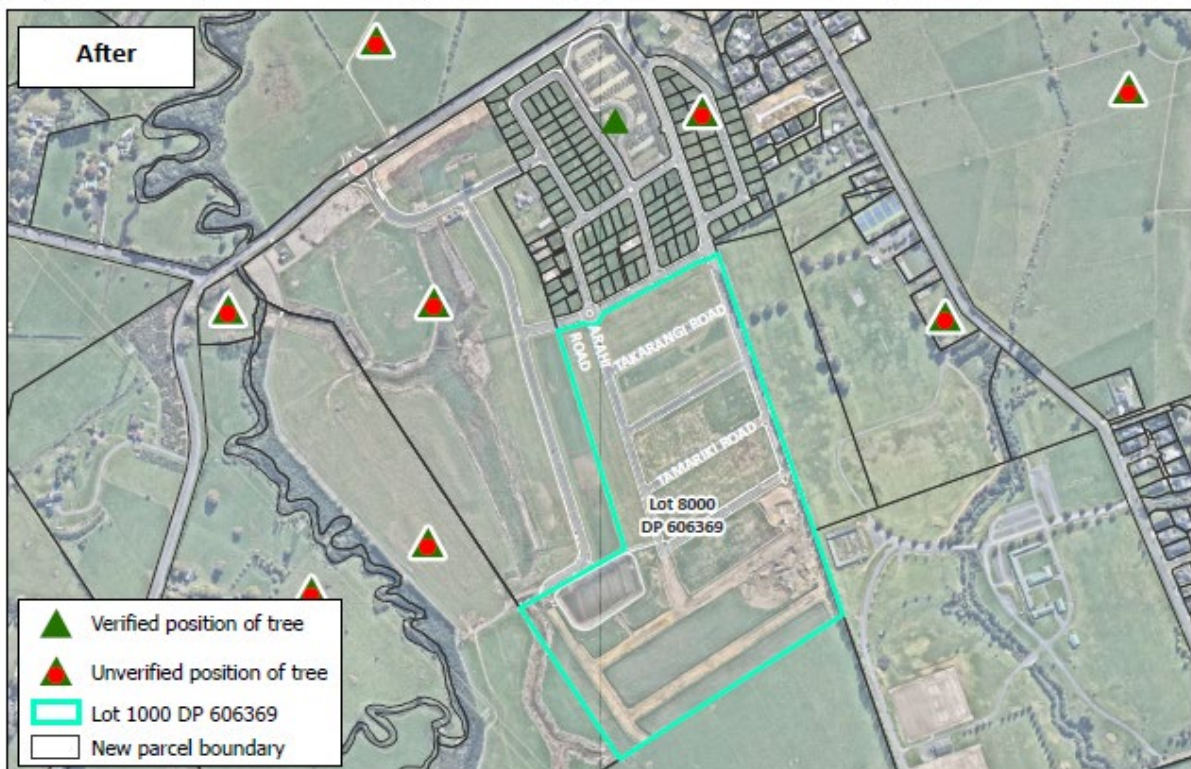 After
TAKARANGI ROAD
ARAHI
ROAD
TAMARIKI ROAD
Lot 8000
DP 606369
Verified position of tree
Unverified position of tree
Lot 1000 DP 606369
New parcel boundary